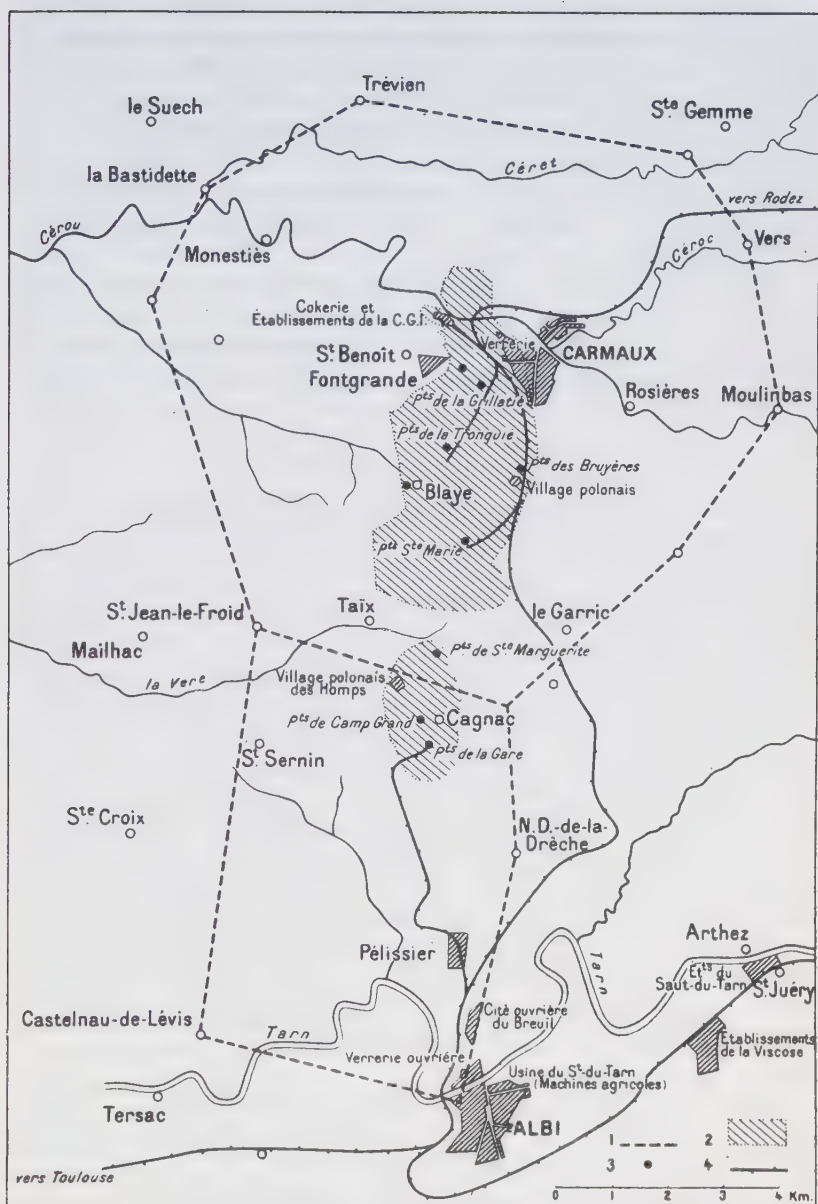 Trévien
le Suech
Ste Gemme
la Bastidette
Céret
vers Rodez
Cérou
Monestiès
Céroc
Vers
Cokerie et
Établissements de la C.G.I.
Verrerie
St. Benoît
CARMAUX
Fontgrande
Rosières
Moulinbas
Pts de la Grillatié
Pts de la Tronquié
Pts des Bruyères
Blaye
Village polonais
Pts Ste Marie
St. Jean-le-Froid
Taïx
le Garric
Mailhac
Pts de Ste Marguerite
la Vere
Village polonais
des Homps
Pts de Camp Grand
Cagnac
Pts de la Gare
St. Sernin
Ste Croix
N.D.-de-la-
Drèche
Pélissier
Tarn
Arthez
Ets du
Saut-du-Tarn
St. Juéry
Castelnau-de-Lévis
Tarn
Cité ouvrière
du Breuil
Établissements
de la Viscose
Verrerie ouvrière
Usine du St-du-Tarn
(Machines agricoles)
Tersac
ALBI
1 2
3 4
vers Toulouse
0 1 2 3 4 Km.